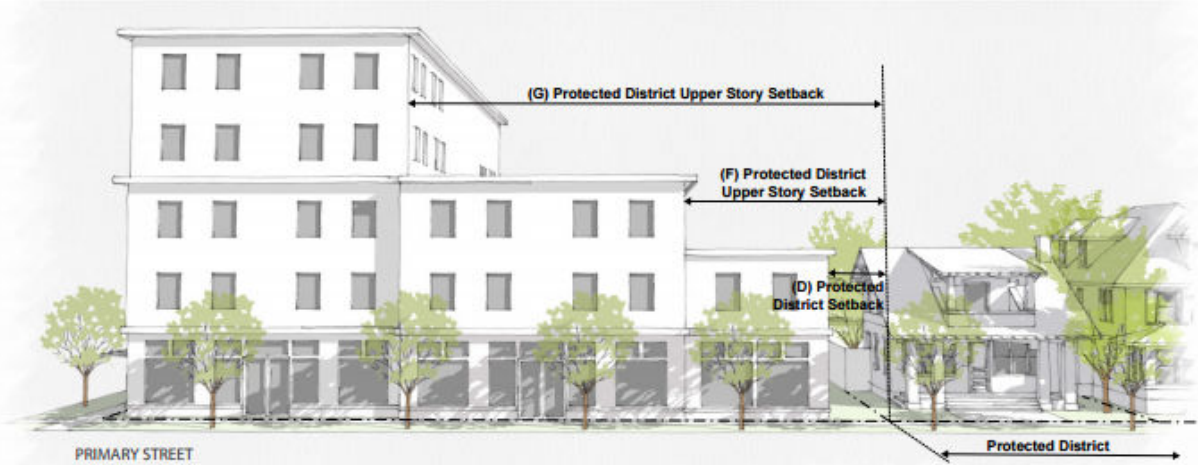 (G) Protected District Upper Story Setback
(F) Protected District
Upper Story Setback
(D) Protected
District Setback
Protected District
PRIMARY STREET